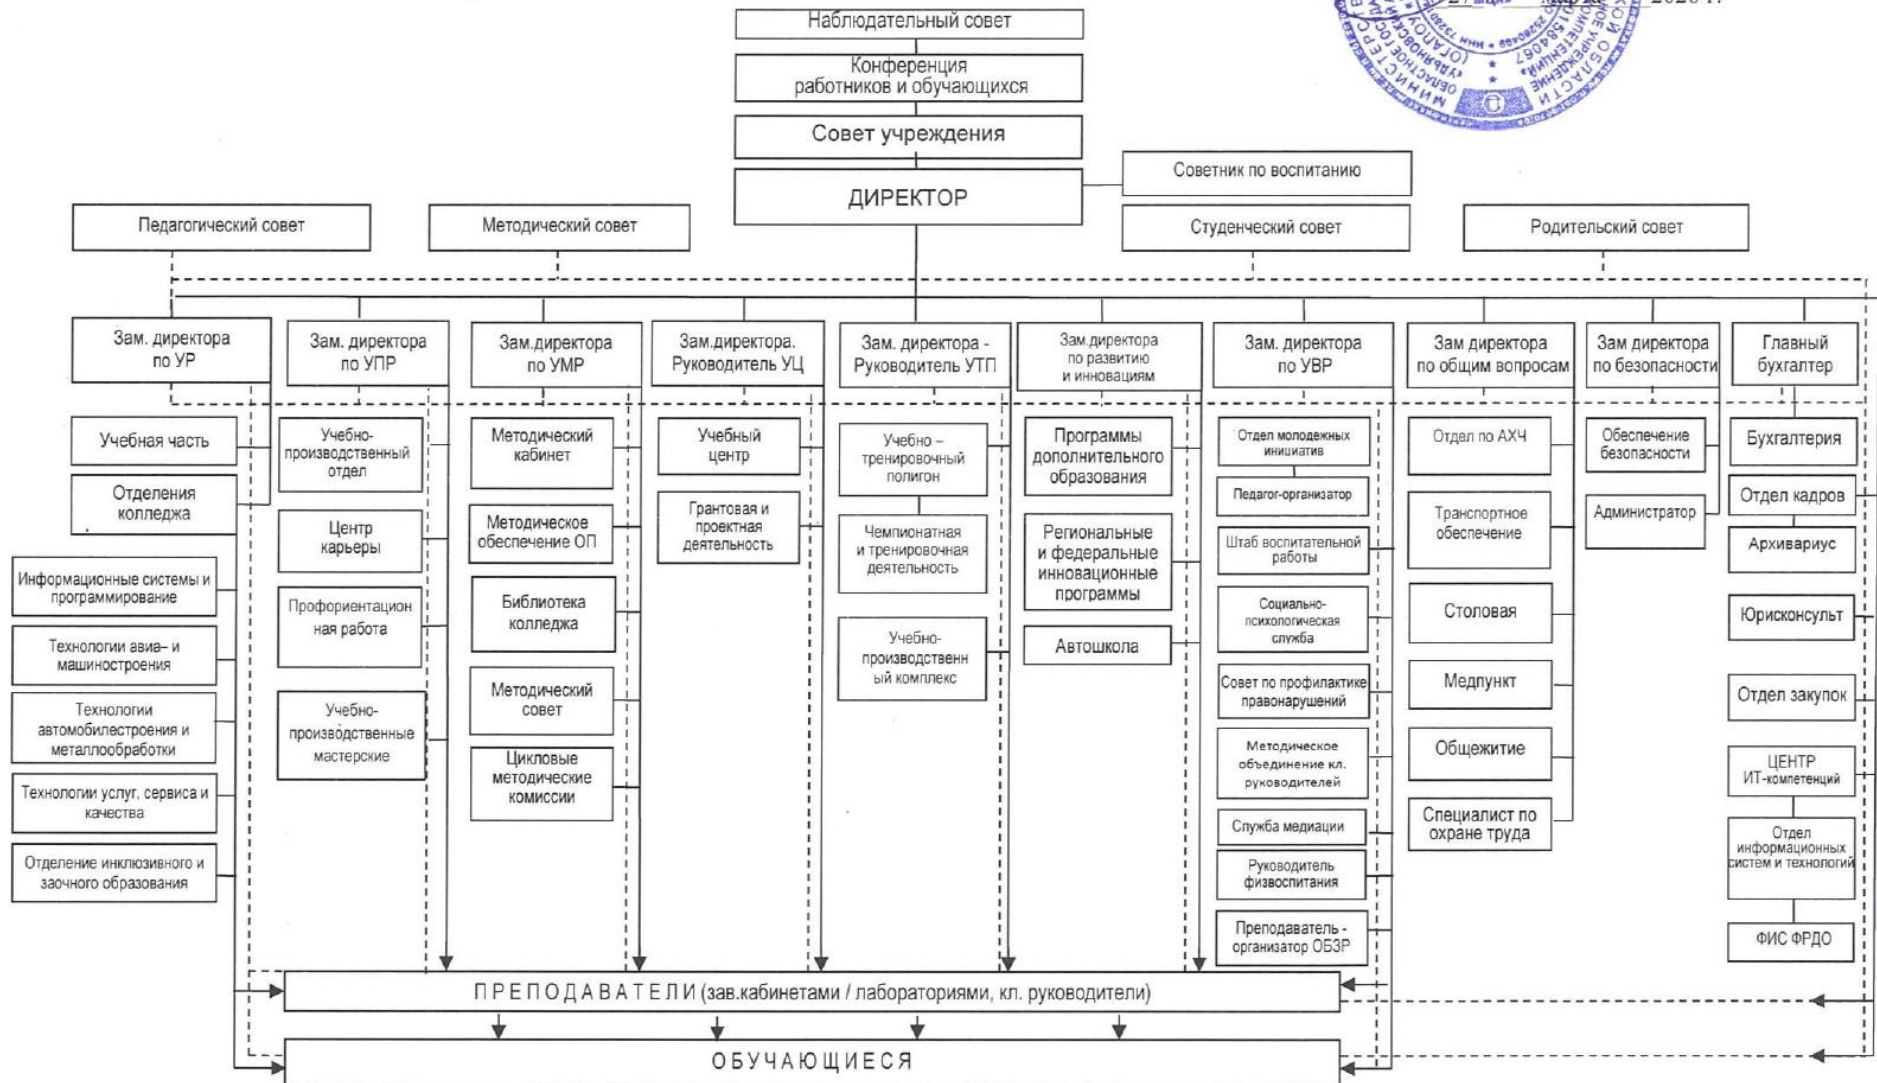 Наблюдательный совет
Конференция
работников и обучающихся
Совет учреждения
ДИРЕКТОР
Советник по воспитанию
Педагогический совет
Методический совет
Студенческий совет
Родительский совет
Зам. директора
по УР
Зам. директора
по УПР
Зам.директора
по УМР
Зам.директора.
Руководитель УЦ
Зам. директора -
Руководитель УТП
Зам.директора
по развитию
и инновациям
Зам. директора
по УВР
Зам директора
по общим вопросам
Зам директора
по безопасности
Главный
бухгалтер
Учебная часть
Отделения
колледжа
Информационные системы и
программирование
Технологии авиа– и
машиностроения
Технологии
автомобилестроения и
металлообработки
Технологии услуг, сервиса и
качества
Отделение инклюзивного и
заочного образования
Учебно-
производственный
отдел
Центр
карьеры
Профориентацион
ная работа
Учебно-
производственные
мастерские
Методический
кабинет
Методическое
обеспечение ОП
Библиотека
колледжа
Методический
совет
Цикловые
методические
комиссии
Учебный
центр
Грантовая и
проектная
деятельность
Учебно –
тренировочный
полигон
Чемпионатная
и тренировочная
деятельность
Учебно-
производственн
ый комплекс
Программы
дополнительного
образования
Региональные
и федеральные
инновационные
программы
Автошкола
Отдел молодежных
инициатив
Педагог-организатор
Штаб воспитательной
работы
Социально-
психологическая
служба
Совет по профилактике
правонарушений
Методическое
объединение кл.
руководителей
Служба медиации
Руководитель
физвоспитания
Преподаватель -
организатор ОБЗР
Отдел по АХЧ
Транспортное
обеспечение
Столовая
Медпункт
Общежитие
Специалист по
охране труда
Обеспечение
безопасности
Администратор
Бухгалтерия
Отдел кадров
Архивариус
Юрисконсульт
Отдел закупок
ЦЕНТР
ИТ-компетенций
Отдел
информационных
систем и технологий
ФИС ФРДО
ПРЕПОДАВАТЕЛИ (зав.кабинетами / лабораториями, кл. руководители)
ОБУЧАЮЩИЕСЯ